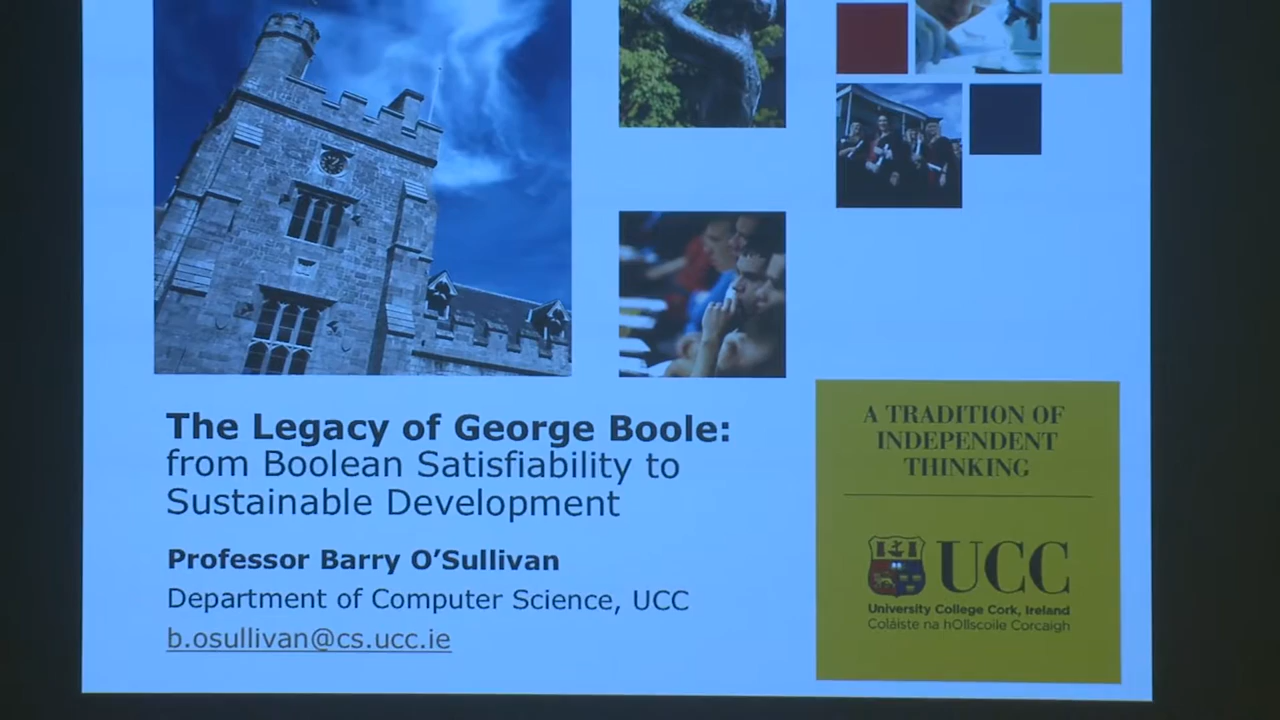 The Legacy of George Boole:
from Boolean Satisfiability to
Sustainable Development
Professor Barry O’Sullivan
Department of Computer Science, UCC
b.osullivan@cs.ucc.ie
A TRADITION OF
INDEPENDENT
THINKING
UCC
University College Cork, Ireland
Coláiste na hOllscoile Corcaigh